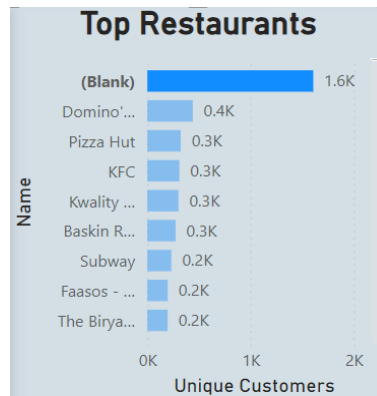 Top Restaurants
(Blank) 1.6K
Domino'... 0.4K
Pizza Hut 0.3K
KFC 0.3K
Kwality ... 0.3K
Baskin R... 0.3K
Subway 0.2K
Faasos - ... 0.2K
The Birya... 0.2K
Name
0K 1K 2K
Unique Customers